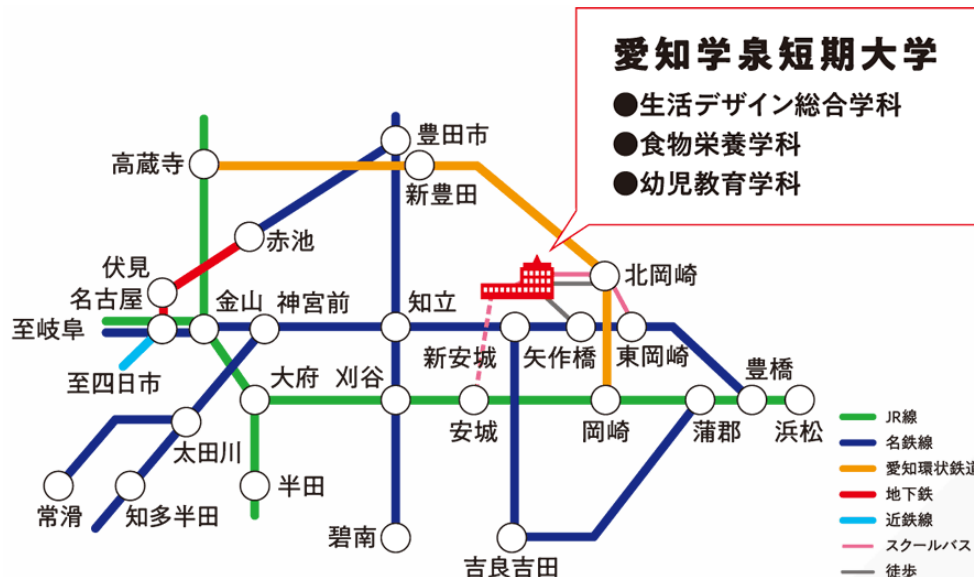 愛知学泉短期大学
●生活デザイン総合学科
●食物栄養学科
●幼児教育学科
豊田市
高蔵寺
新豊田
赤池
伏見
北岡崎
名古屋
金山
神宮前
知立
至岐阜
新安城
矢作橋
東岡崎
至四日市
大府
刈谷
豊橋
安城
岡崎
蒲郡
浜松
太田川
半田
常滑
知多半田
碧南
吉良吉田
JR線
名鉄線
愛知環状鉄道
地下鉄
近鉄線
スクールバス
徒歩